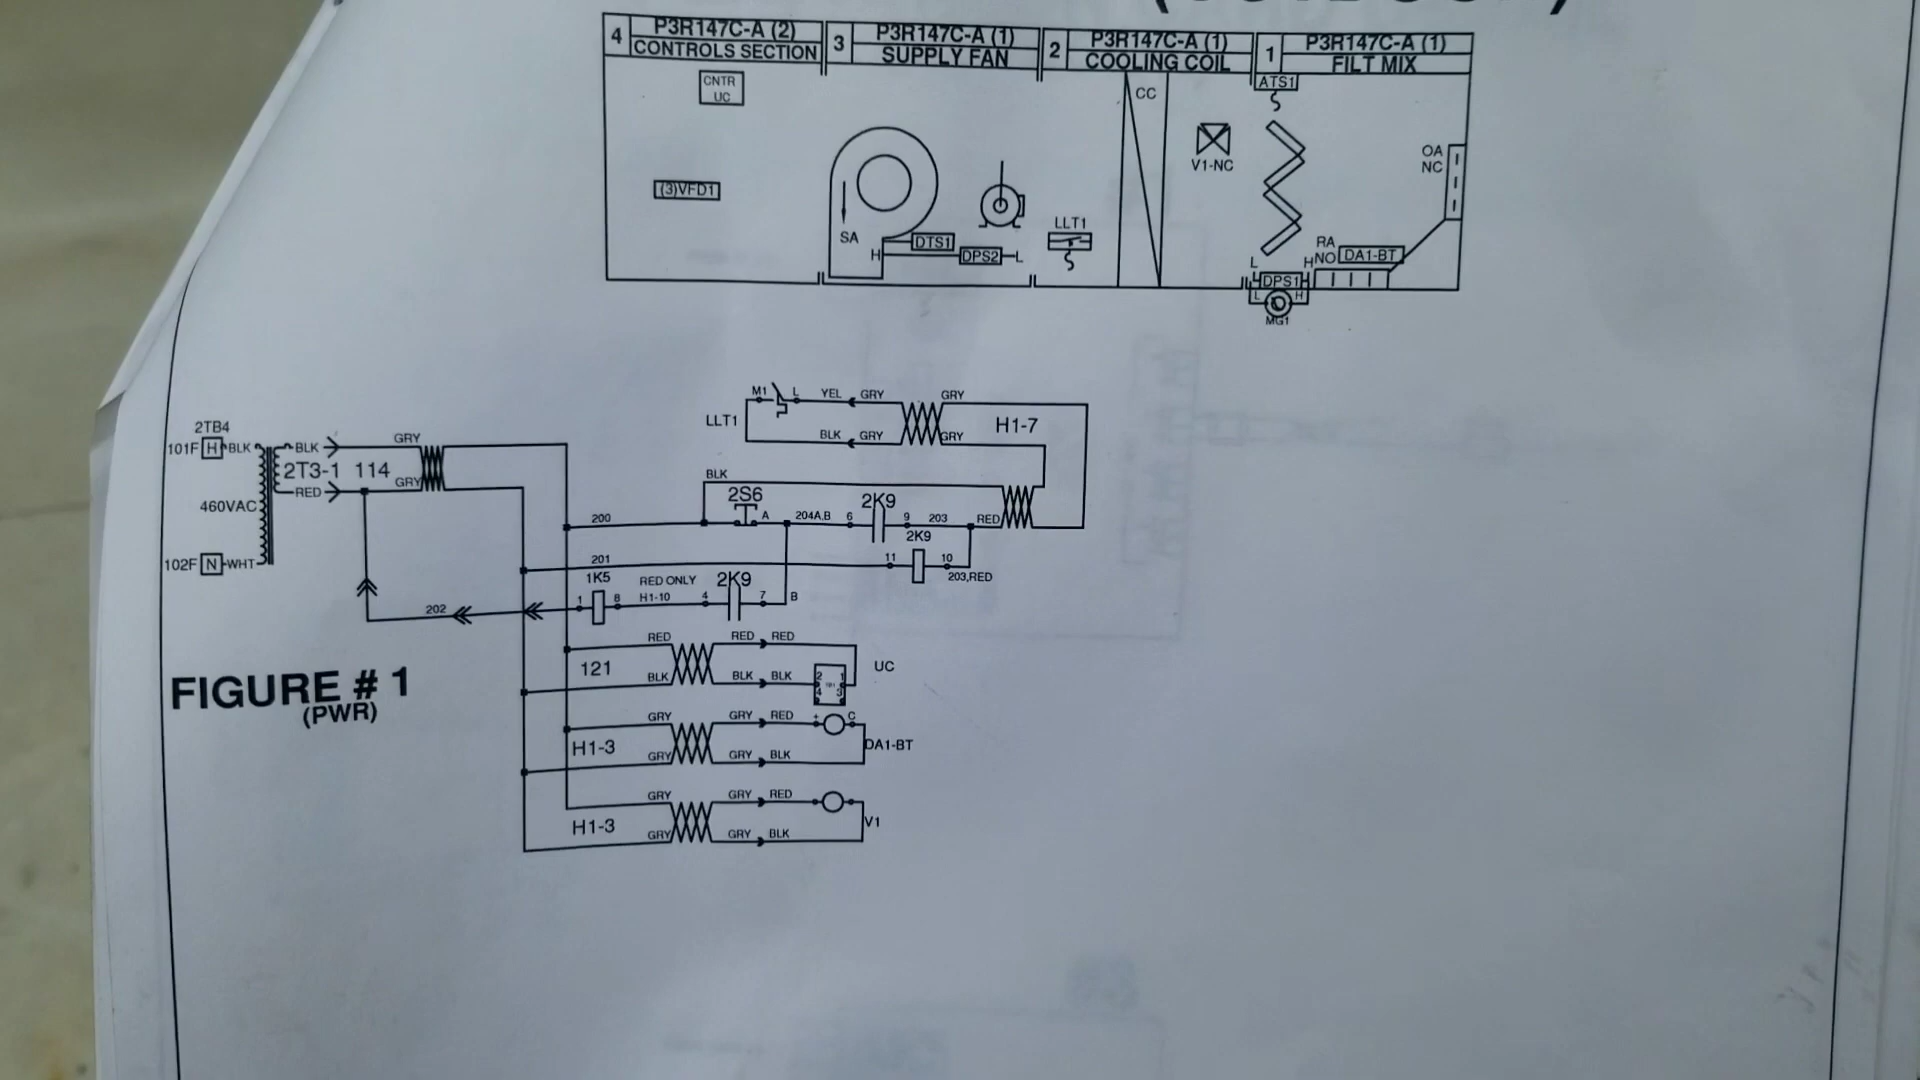 4 P3R147C-A (2) 3 P3R147C-A (1) 2 P3R147C-A (1) 1 P3R147C-A (1)
CONTROLS SECTION SUPPLY FAN COOLING COIL FILT MIX
CNTR
UC
ATS1
CC
V1-NC
OA
NC
(3)VFD1
SA
H
DTS1
DPS2 L
LLT1
RA
NO
DA1-BT
L H
DPS1
L H
MG1
M1 L YEL GRY GRY
LLT1
H1-7
BLK GRY GRY
2TB4
101F H BLK
BLK GRY
2T3-1 114
RED GRY
460VAC
102F N WHT
BLK
2S6
200 A 204A,B 6 2K9 9 203 RED
201 11 2K9 10
203,RED
202 1 1K5 8 RED ONLY
H1-10 4 2K9 7 B
RED RED RED
121
UC
BLK BLK BLK
2 1
4 3
GRY GRY RED + C
H1-3
DA1-BT
GRY GRY BLK
GRY GRY RED
H1-3
V1
GRY GRY BLK
FIGURE # 1
(PWR)